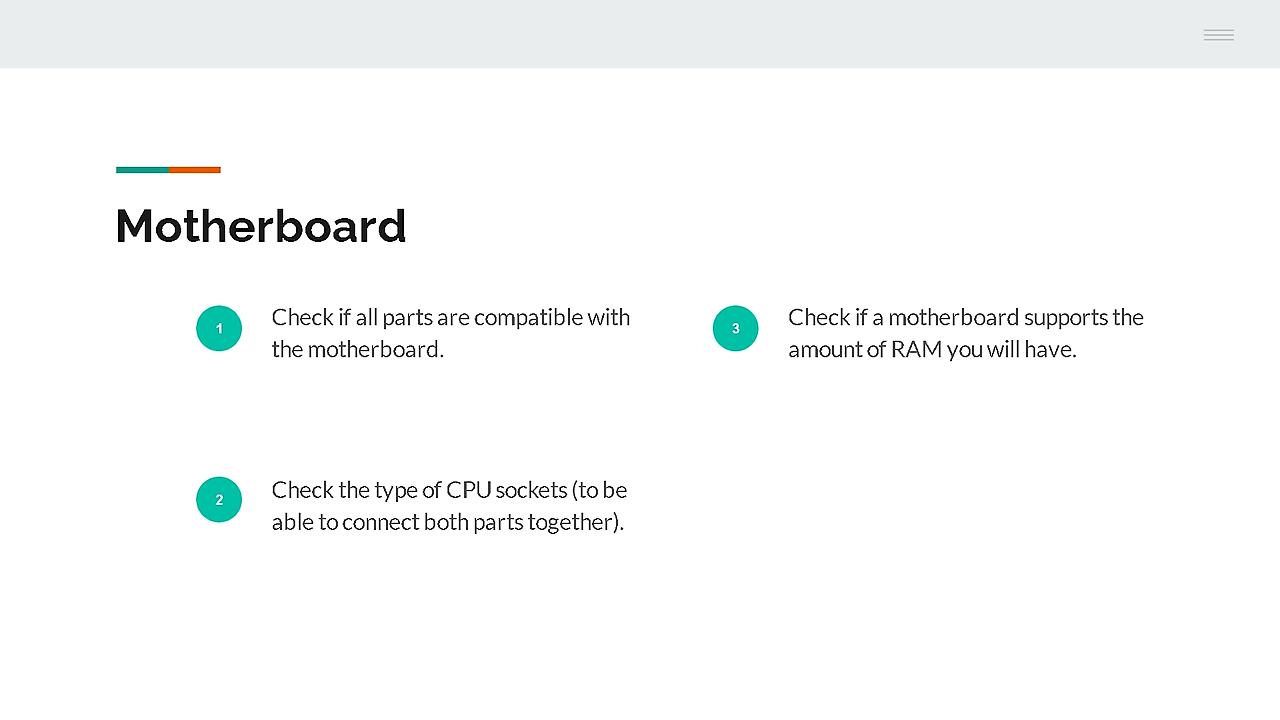 Motherboard
1
Check if all parts are compatible with
the motherboard.
2
Check the type of CPU sockets (to be
able to connect both parts together).
3
Check if a motherboard supports the
amount of RAM you will have.